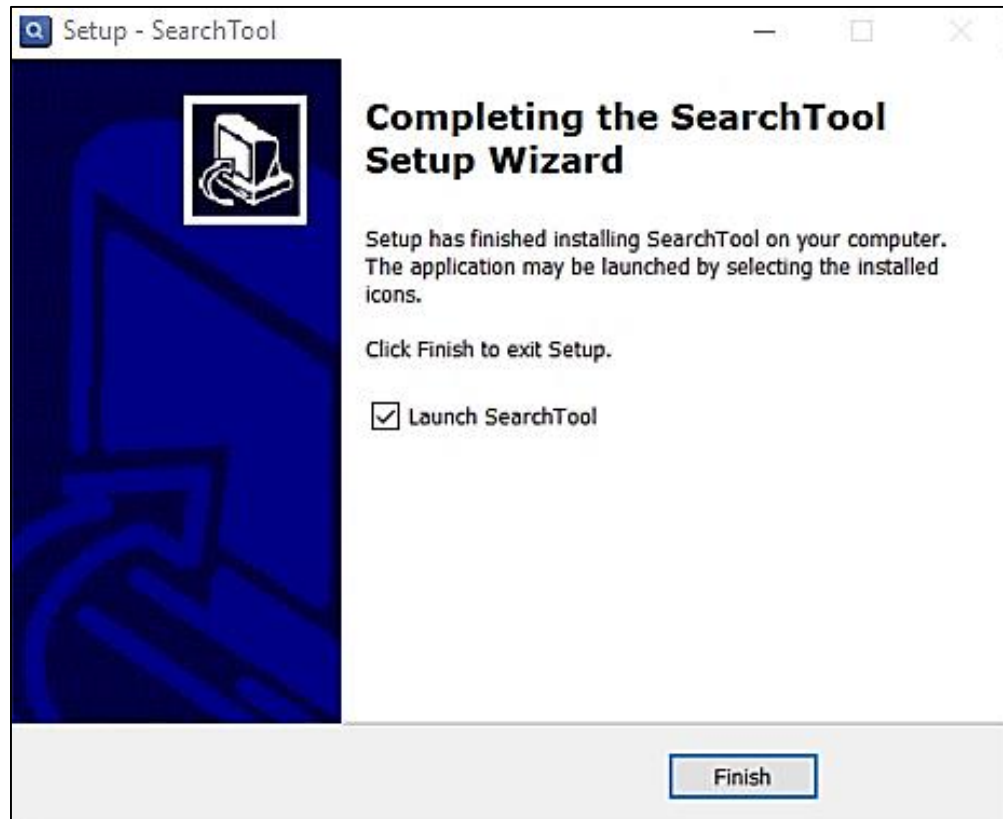 Setup - SearchTool
Completing the SearchTool
Setup Wizard
Setup has finished installing SearchTool on your computer.
The application may be launched by selecting the installed
icons.
Click Finish to exit Setup.
Launch SearchTool
Finish